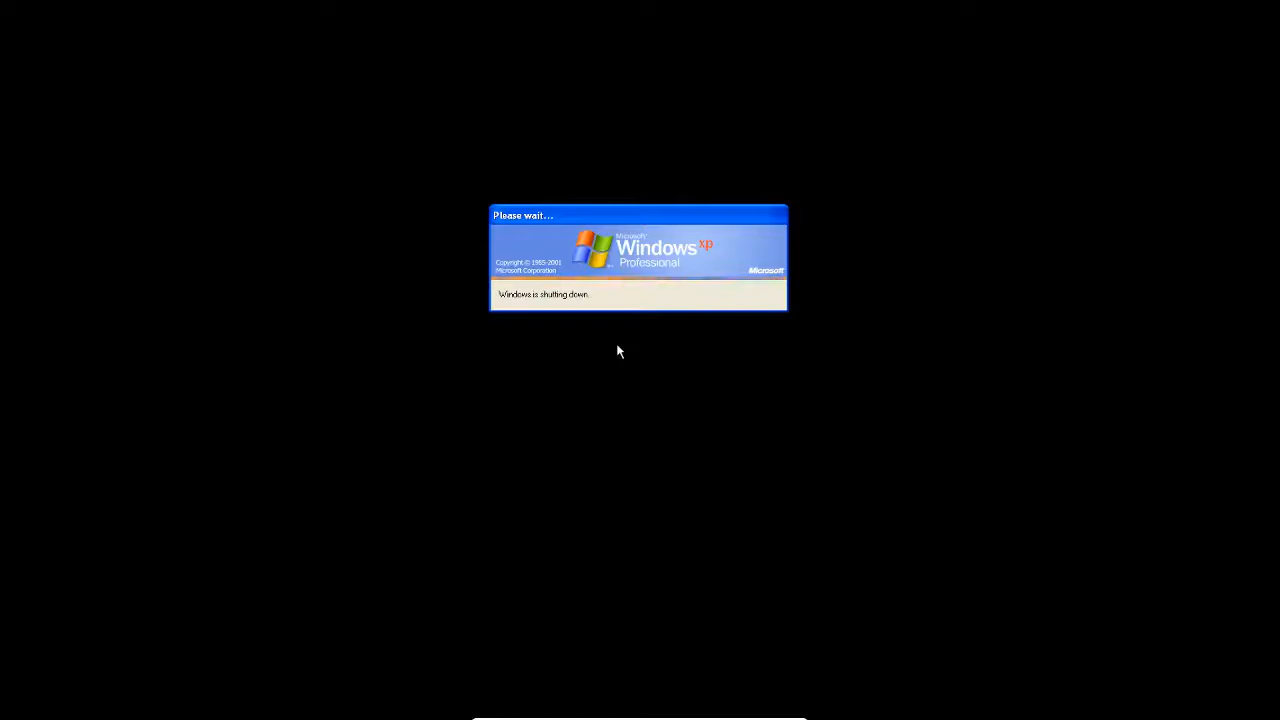 Please wait...
Microsoft
Windows xp
Professional
Copyright © 1985-2001
Microsoft Corporation
Microsoft
Windows is shutting down.